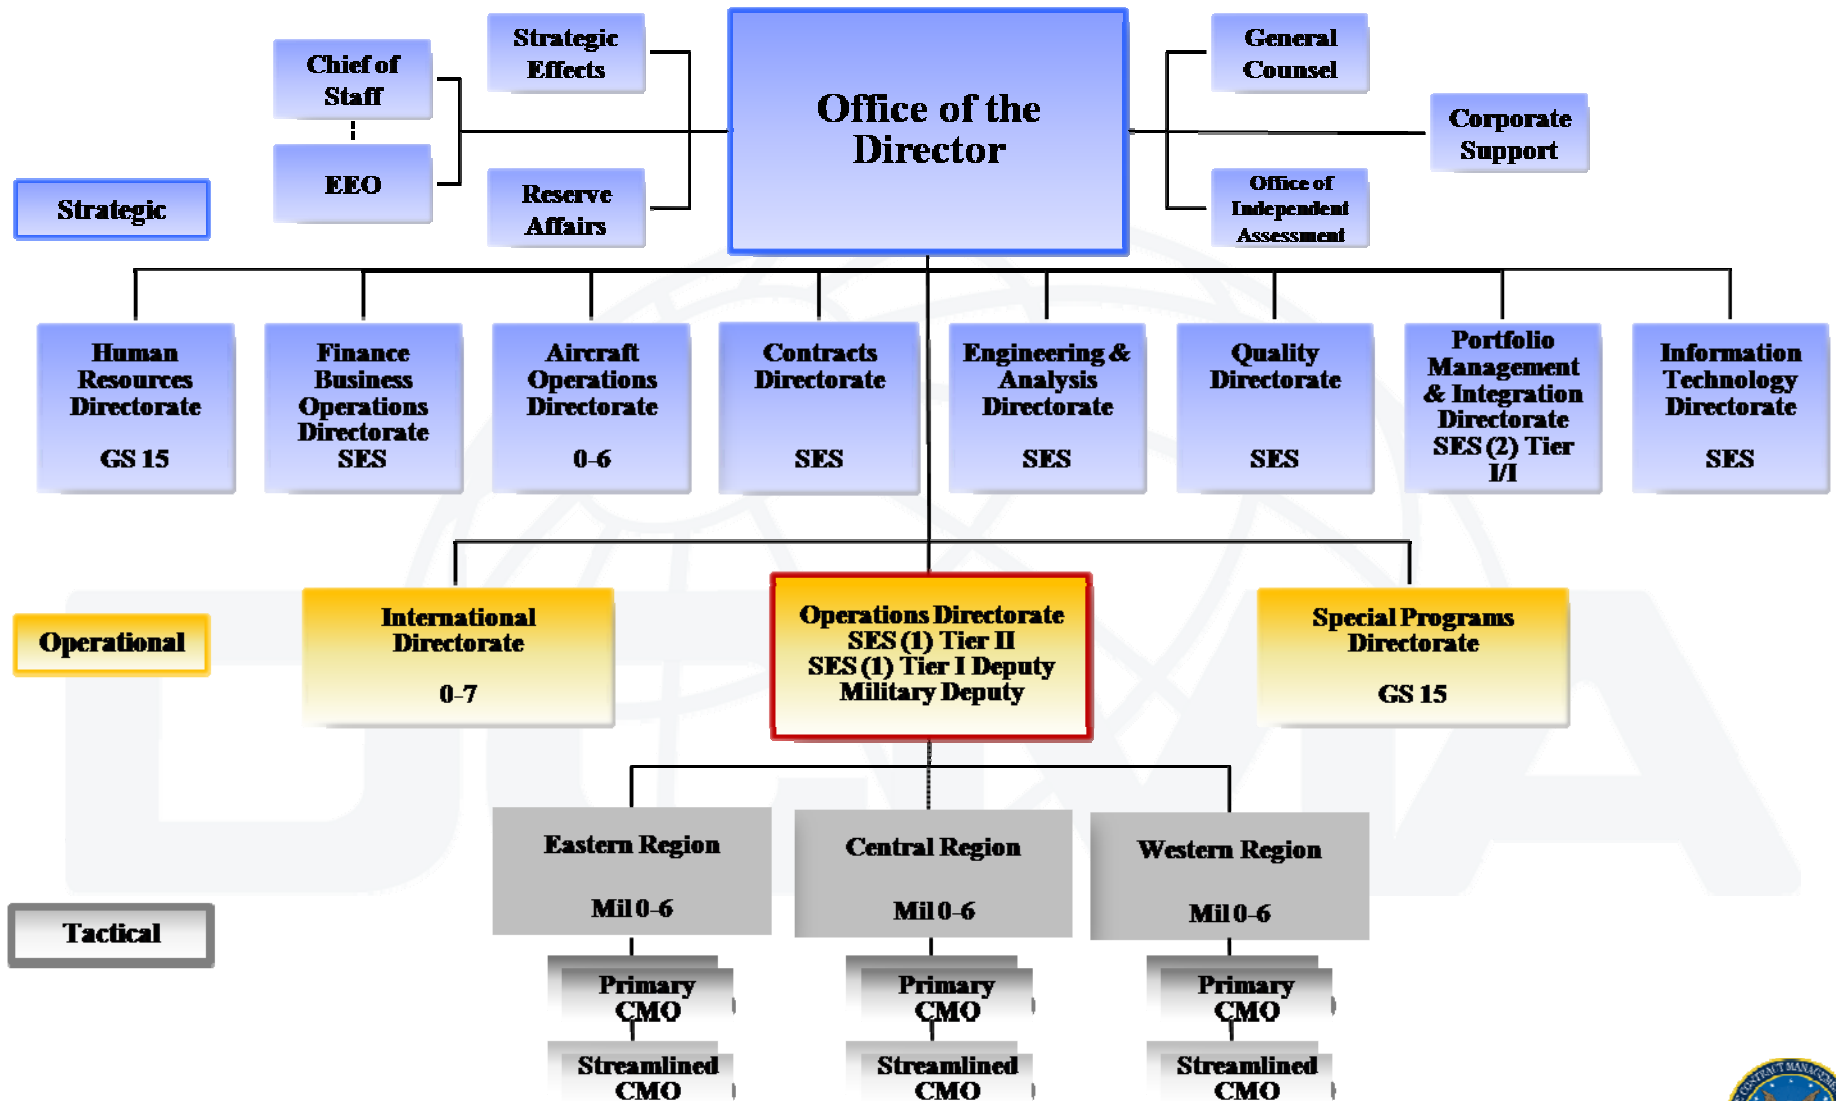 Strategic
Effects
General
Counsel
Chief of
Staff
Office of the
Director
Corporate
Support
EEO
Reserve
Affairs
Office of
Independent
Assessment
Strategic
Human
Resources
Directorate
GS 15
Finance
Business
Operations
Directorate
SES
Aircraft
Operations
Directorate
0-6
Contracts
Directorate
SES
Engineering &
Analysis
Directorate
SES
Quality
Directorate
SES
Portfolio
Management
& Integration
Directorate
SES (2) Tier
I/I
Information
Technology
Directorate
SES
Operational
International
Directorate
0-7
Operations Directorate
SES (1) Tier II
SES (1) Tier I Deputy
Military Deputy
Special Programs
Directorate
GS 15
DCMA
Eastern Region
Mil 0-6
Central Region
Mil 0-6
Western Region
Mil 0-6
Tactical
Primary
CMO
Primary
CMO
Primary
CMO
Streamlined
CMO
Streamlined
CMO
Streamlined
CMO
CONTRACT MANAGEM